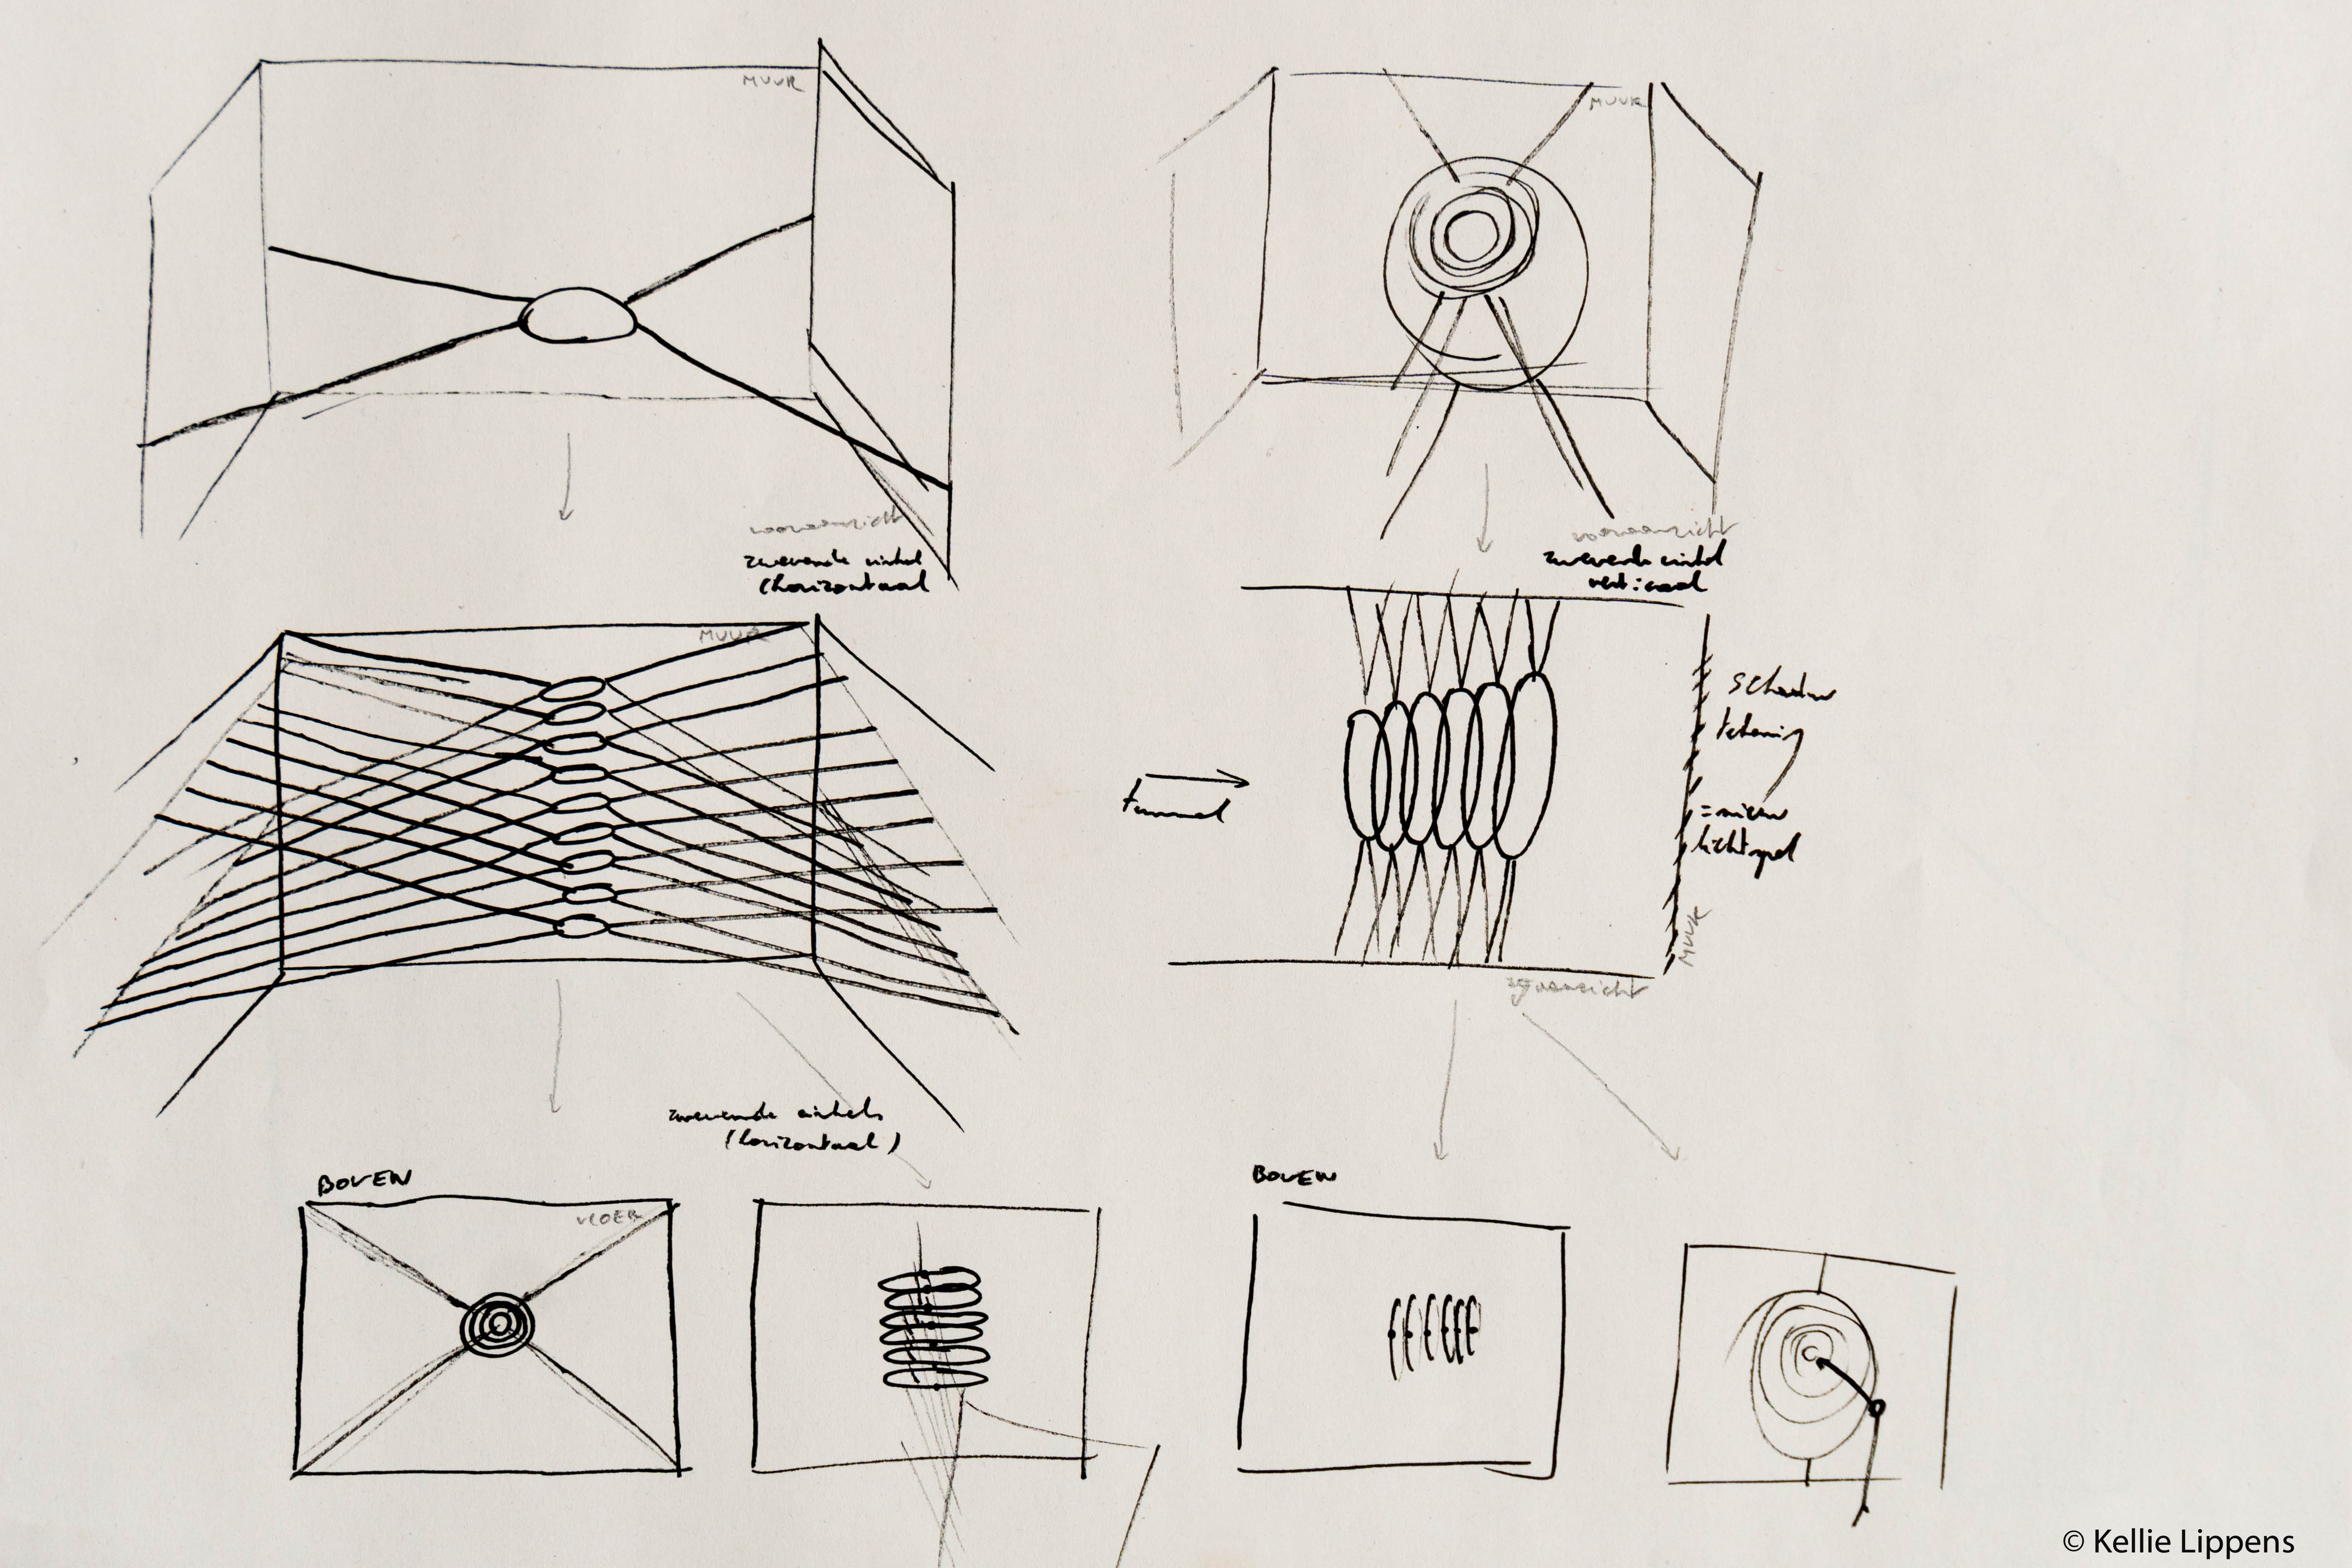 MUUR
vooraanzicht
zwevende cirkel
(horizontaal
MUUR
vooraanzicht
zwevende cirkel
verticaal
MUUR
zwevende cirkels
(horizontaal)
tunnel
schaduw
tekening
= nieuw
lichtspel
MUUR
zijaanzicht
BOVEN
VLOER
BOVEN
© Kellie Lippens